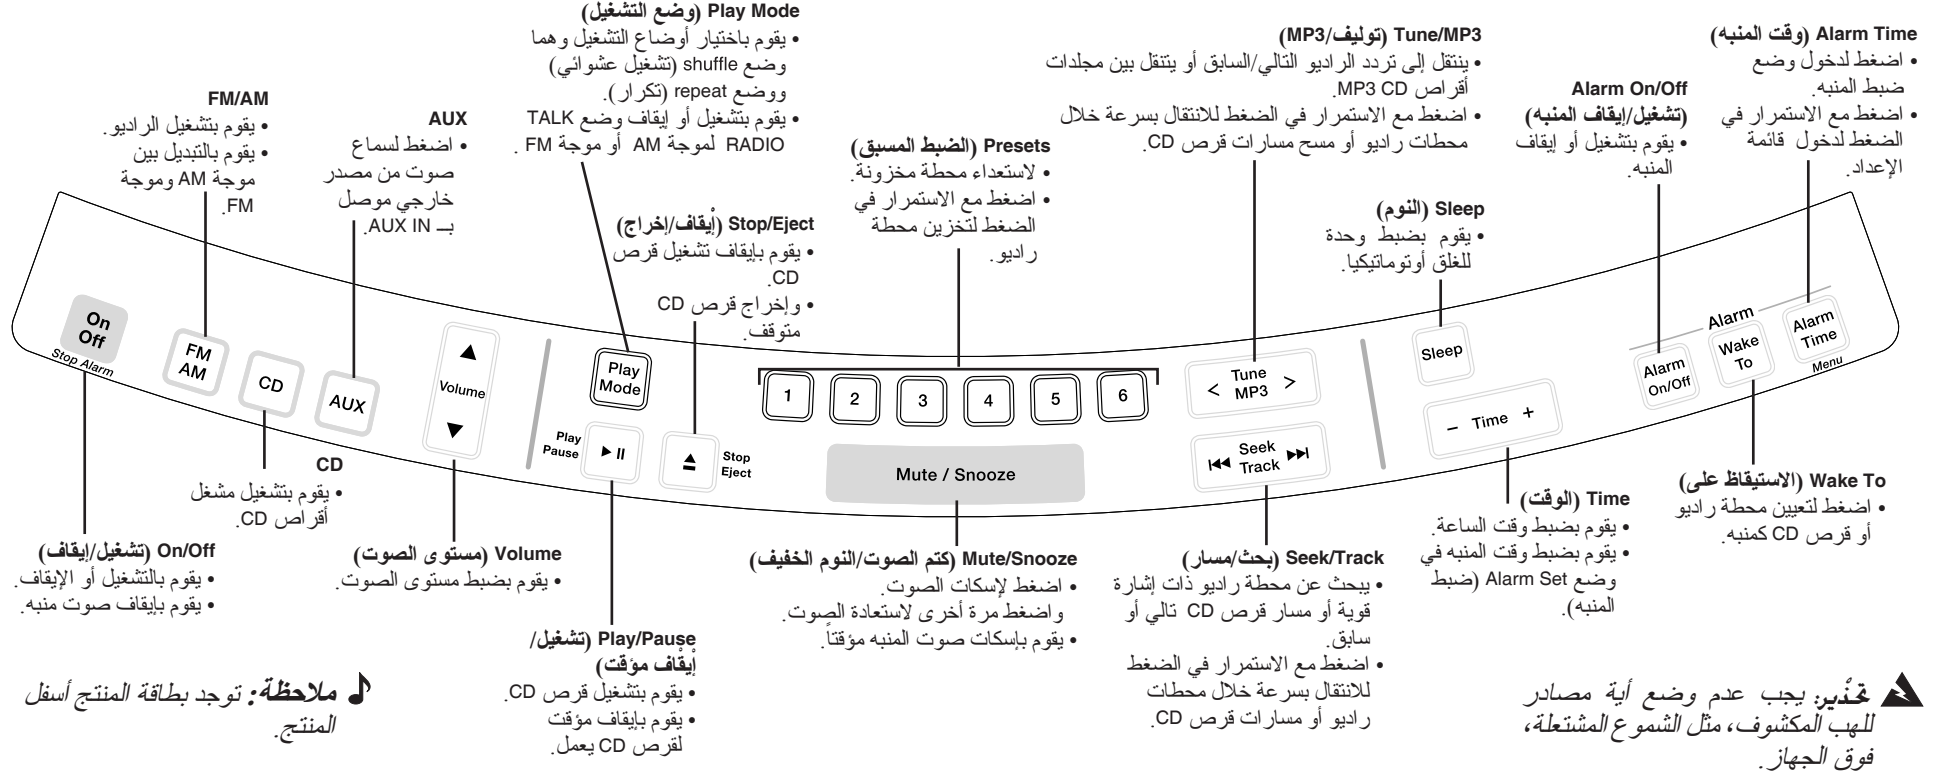 Play Mode (وضع التشغيل)
• يقوم باختيار أوضاع التشغيل وهما
وضع shuffle (تشغيل عشوائي)
ووضع repeat (تكرار).
• يقوم بتشغيل أو إيقاف وضع TALK
RADIO لموجة AM أو موجة FM .
Tune/MP3 (توليف/MP3)
• ينتقل إلى تردد الراديو التالي/السابق أو يتنقل بين مجلدات
أقراص MP3 CD.
• اضغط مع الاستمرار في الضغط للانتقال بسرعة خلال
محطات راديو أو مسح مسارات قرص CD.
Alarm Time (وقت المنبه)
• اضغط لدخول وضع
ضبط المنبه.
• اضغط مع الاستمرار في
الضغط لدخول قائمة
الإعداد.
Alarm On/Off
(تشغيل/إيقاف المنبه)
• يقوم بتشغيل أو إيقاف
المنبه.
FM/AM
• يقوم بتشغيل الراديو.
• يقوم بالتبديل بين
موجة AM وموجة
FM.
AUX
• اضغط لسماع
صوت من مصدر
خارجي موصل
بـ AUX IN.
Presets (الضبط المسبق)
• لاستعداء محطة مخزونة.
• اضغط مع الاستمرار في
الضغط لتخزين محطة
راديو.
Stop/Eject (إيقاف/إخراج)
• يقوم بإيقاف تشغيل قرص
CD.
• وإخراج قرص CD
متوقف.
Sleep (النوم)
• يقوم بضبط وحدة
للغلق أوتوماتيكيا.
On
Off
Stop Alarm
FM
AM
CD
AUX
▲
Volume
▼
Play
Mode
Play
Pause
►II
Stop
Eject
1
2
3
4
5
6
Mute / Snooze
< Tune
MP3 >
Seek
Track
Sleep
− Time +
Alarm
Alarm
On/Off
Wake
To
Alarm
Time
Menu
CD
• يقوم بتشغيل مشغل
أقراص CD.
On/Off (تشغيل/إيقاف)
• يقوم بالتشغيل أو الإيقاف.
• يقوم بإيقاف صوت منبه.
Volume (مستوى الصوت)
• يقوم بضبط مستوى الصوت.
Play/Pause (تشغيل/
إيقاف مؤقت)
• يقوم بتشغيل قرص CD.
• يقوم بإيقاف مؤقت
لقرص CD يعمل.
Mute/Snooze (كتم الصوت/النوم الخفيف)
• اضغط لإسكات الصوت.
واضغط مرة أخرى لاستعادة الصوت.
• يقوم بإسكات صوت المنبه مؤقتاً.
Seek/Track (بحث/مسار)
• يبحث عن محطة راديو ذات إشارة
قوية أو مسار قرص CD تالي أو
سابق.
• اضغط مع الاستمرار في الضغط
للانتقال بسرعة خلال محطات
راديو أو مسارات قرص CD.
Time (الوقت)
• يقوم بضبط وقت الساعة.
• يقوم بضبط وقت المنبه في
وضع Alarm Set (ضبط
المنبه).
Wake To (الاستيقاظ على)
• اضغط لتعيين محطة راديو
أو قرص CD كمنبه.
ملاحظة: توجد بطاقة المنتج أسفل
المنتج.
تحذير: يجب عدم وضع أية مصادر
للهب المكشوف، مثل الشموع المشتعلة،
فوق الجهاز.